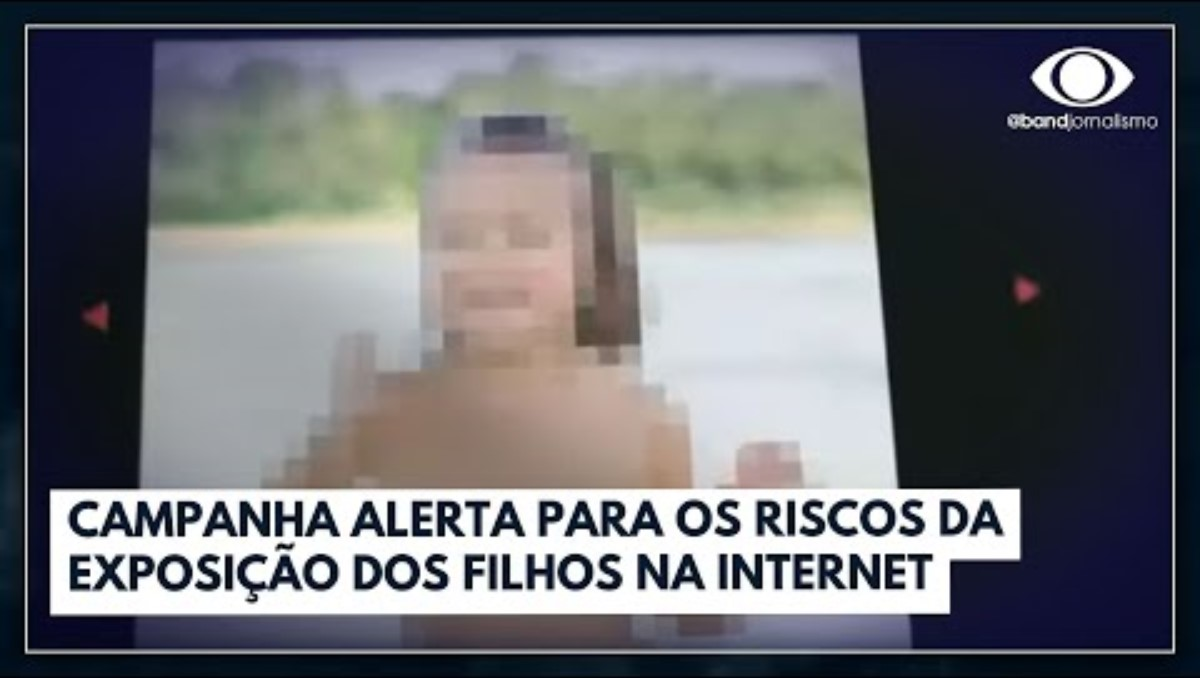 @bandjornalismo
CAMPANHA ALERTA PARA OS RISCOS DA
EXPOSIÇÃO DOS FILHOS NA INTERNET